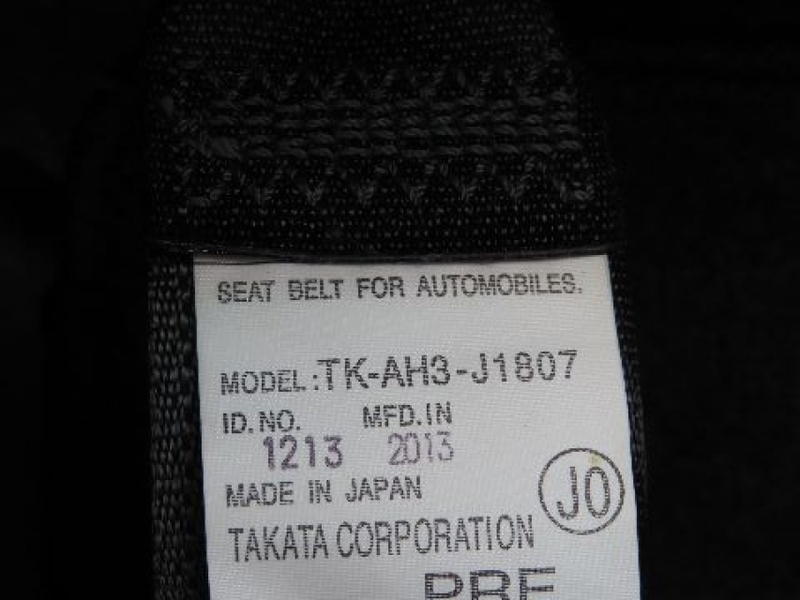 SEAT BELT FOR AUTOMOBILES.
MODEL:TK-AH3-J1807
ID.NO. MFD.IN
1213 2013
MADE IN JAPAN
JO
TAKATA CORPORATION
PRE